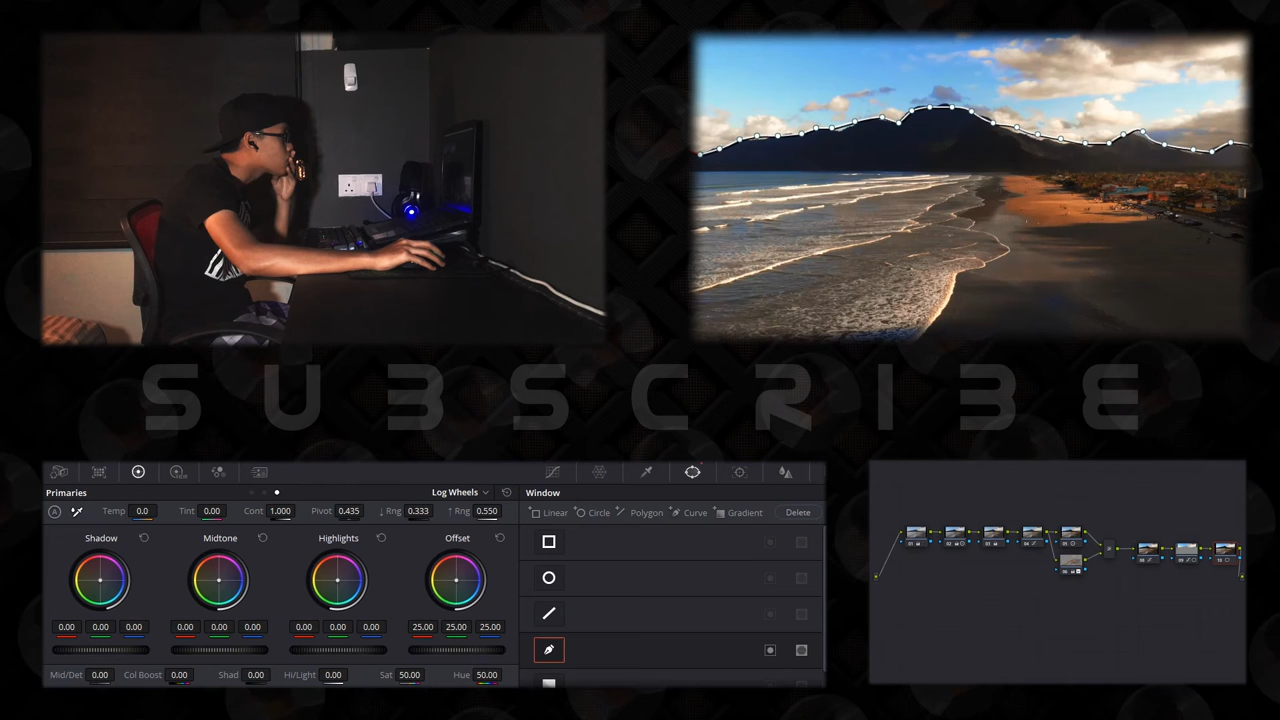 SUBSCRIBE
Primaries
Log Wheels
Window
Temp 0.0 Tint 0.00 Cont 1.000 Pivot 0.435 ↓ Rng 0.333 ↑ Rng 0.550
Linear Circle Polygon Curve Gradient Delete
Shadow Midtone Highlights Offset
0.00 0.00 0.00 0.00 0.00 0.00 0.00 0.00 0.00 25.00 25.00 25.00
Mid/Det 0.00 Col Boost 0.00 Shad 0.00 Hi/Light 0.00 Sat 50.00 Hue 50.00